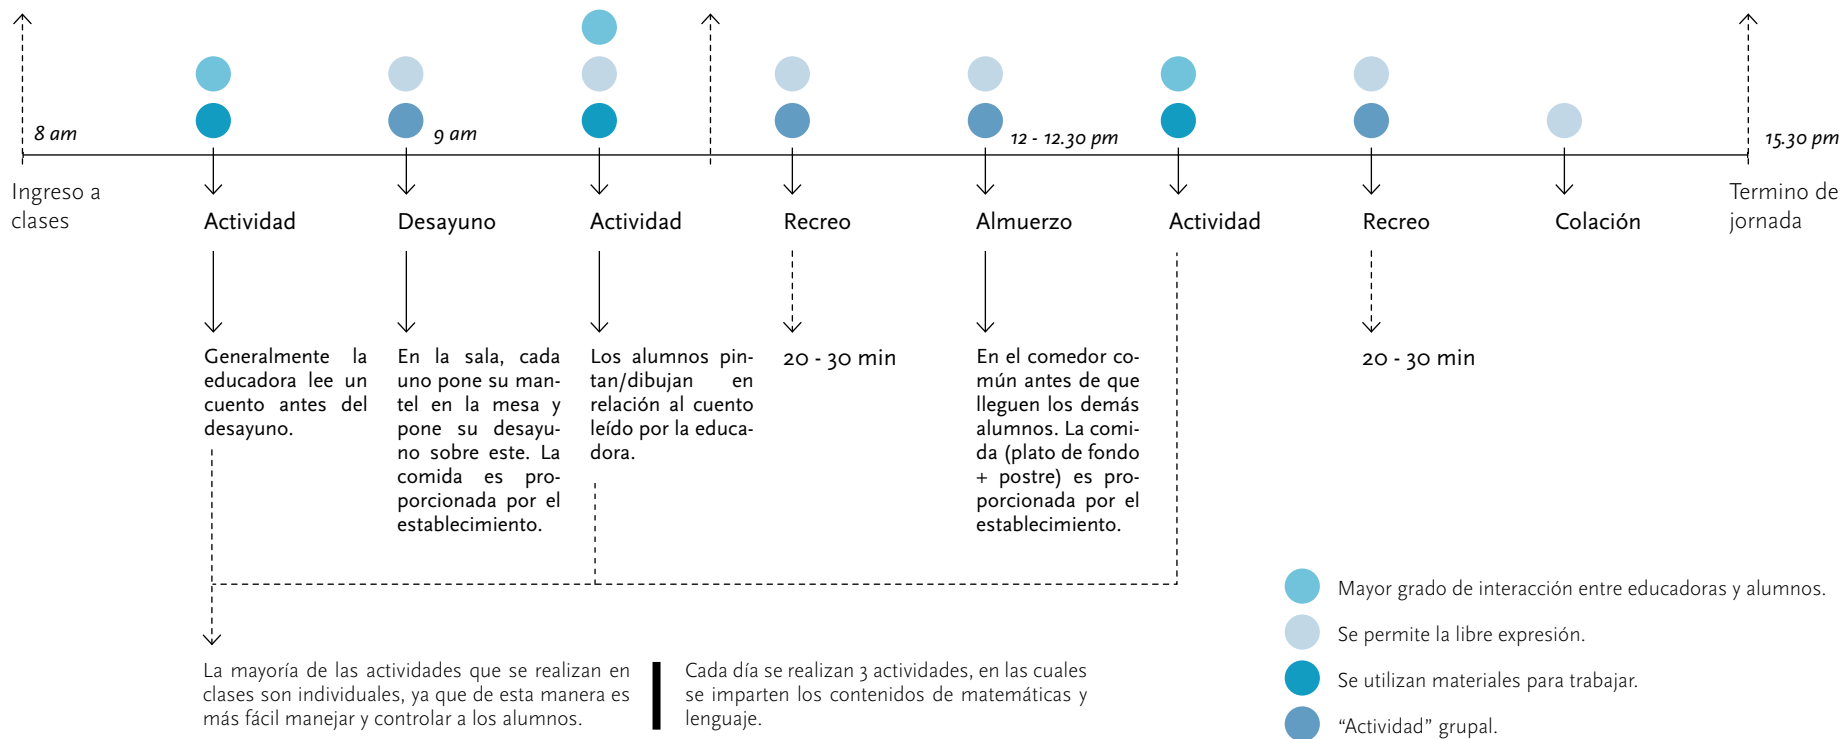 8 am
9 am
12 - 12.30 pm
15.30 pm
Ingreso a
clases
Actividad
Desayuno
Actividad
Recreo
Almuerzo
Actividad
Recreo
Colación
Termino de
jornada
Generalmente la
educadora lee un
cuento antes del
desayuno.
En la sala, cada
uno pone su man-
tel en la mesa y
pone su desayu-
no sobre este. La
comida es pro-
porcionada por el
establecimiento.
Los alumnos pin-
tan/dibujan en
relación al cuento
leído por la educa-
dora.
20 - 30 min
En el comedor co-
mún antes de que
lleguen los demás
alumnos. La comi-
da (plato de fondo
+ postre) es pro-
porcionada por el
establecimiento.
20 - 30 min
La mayoría de las actividades que se realizan en
clases son individuales, ya que de esta manera es
más fácil manejar y controlar a los alumnos.
Cada día se realizan 3 actividades, en las cuales
se imparten los contenidos de matemáticas y
lenguaje.
Mayor grado de interacción entre educadoras y alumnos.
Se permite la libre expresión.
Se utilizan materiales para trabajar.
“Actividad” grupal.